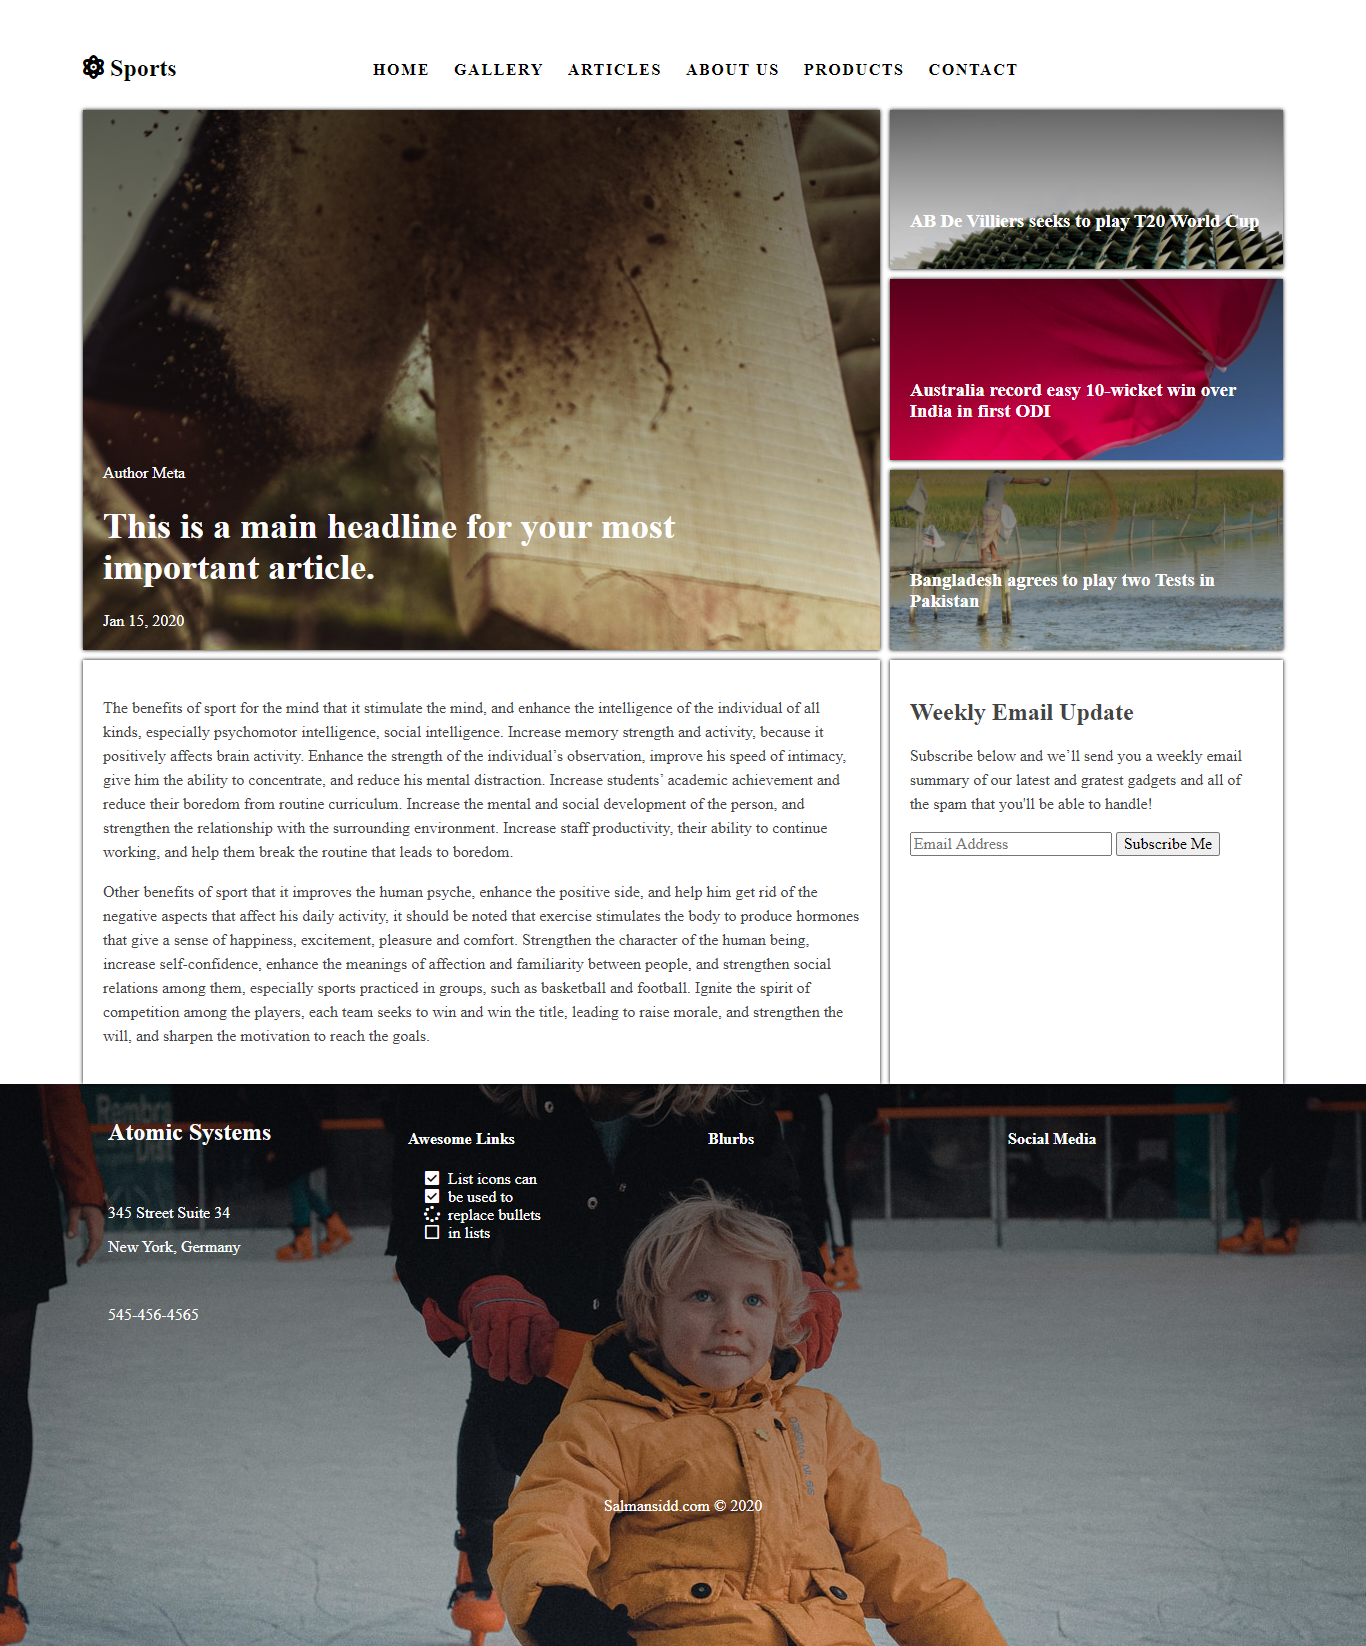 Sports
HOME GALLERY ARTICLES ABOUT US PRODUCTS CONTACT
Author Meta
This is a main headline for your most
important article.
Jan 15, 2020
AB De Villiers seeks to play T20 World Cup
Australia record easy 10-wicket win over
India in first ODI
Bangladesh agrees to play two Tests in
Pakistan
The benefits of sport for the mind that it stimulate the mind, and enhance the intelligence of the individual of all
kinds, especially psychomotor intelligence, social intelligence. Increase memory strength and activity, because it
positively affects brain activity. Enhance the strength of the individual’s observation, improve his speed of intimacy,
give him the ability to concentrate, and reduce his mental distraction. Increase students’ academic achievement and
reduce their boredom from routine curriculum. Increase the mental and social development of the person, and
strengthen the relationship with the surrounding environment. Increase staff productivity, their ability to continue
working, and help them break the routine that leads to boredom.
Other benefits of sport that it improves the human psyche, enhance the positive side, and help him get rid of the
negative aspects that affect his daily activity, it should be noted that exercise stimulates the body to produce hormones
that give a sense of happiness, excitement, pleasure and comfort. Strengthen the character of the human being,
increase self-confidence, enhance the meanings of affection and familiarity between people, and strengthen social
relations among them, especially sports practiced in groups, such as basketball and football. Ignite the spirit of
competition among the players, each team seeks to win and win the title, leading to raise morale, and strengthen the
will, and sharpen the motivation to reach the goals.
Weekly Email Update
Subscribe below and we’ll send you a weekly email
summary of our latest and gratest gadgets and all of
the spam that you'll be able to handle!
Email Address Subscribe Me
Atomic Systems
345 Street Suite 34
New York, Germany
545-456-4565
Awesome Links
List icons can
be used to
replace bullets
in lists
Blurbs
Social Media
Salmansidd.com © 2020